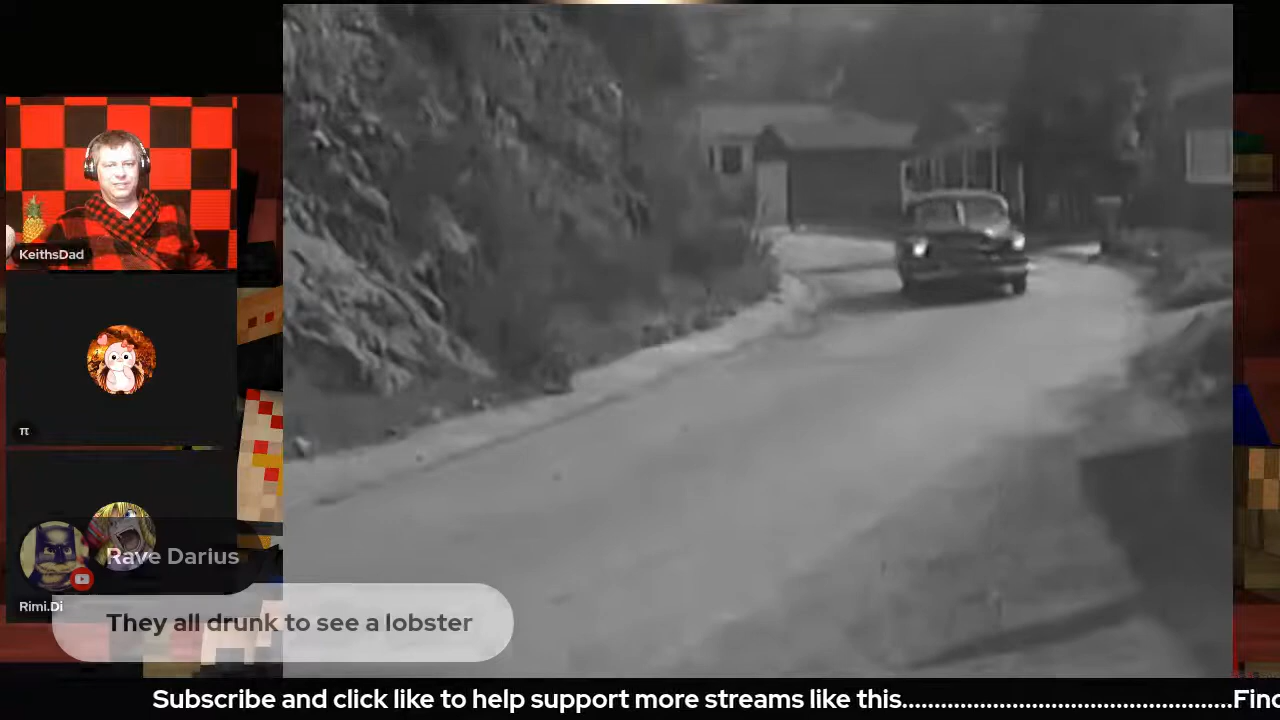 KeithsDad
π
Rave Darius
Rimi.Di
They all drunk to see a lobster
Subscribe and click like to help support more streams like this...................................................Find